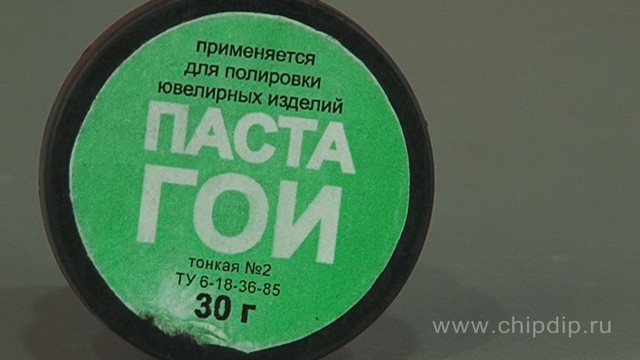 применяется
для полировки
ювелирных изделий
ПАСТА
ГОИ
тонкая №2
ТУ 6-18-36-85
30 г
www.chipdip.ru